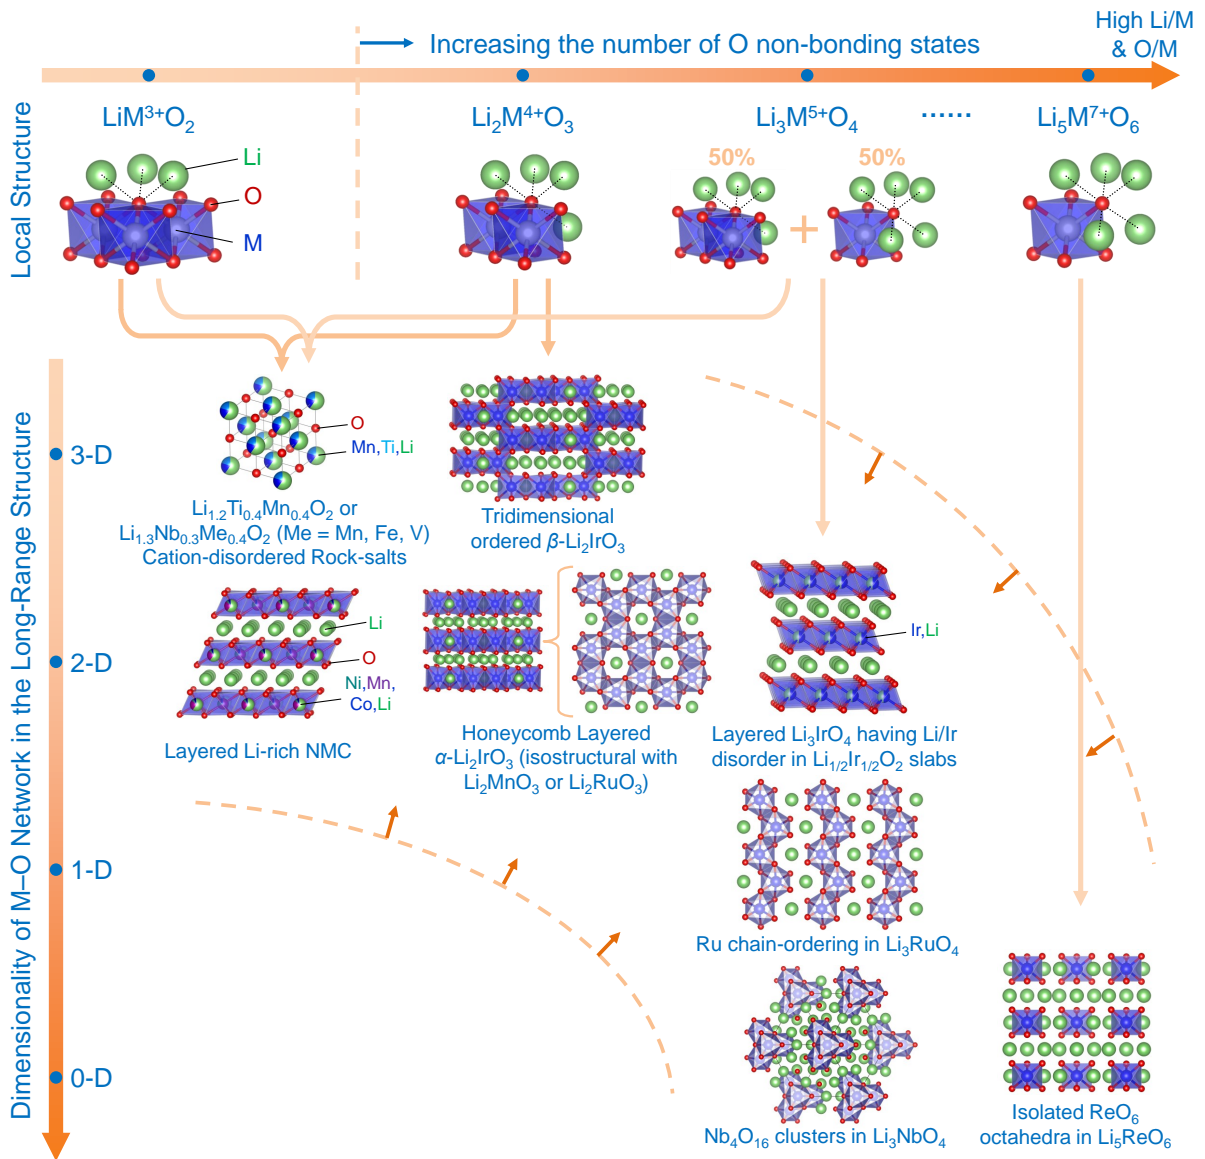 High Li/M
& O/M
Increasing the number of O non-bonding states
LiM³⁺O₂
Li₂M⁴⁺O₃
Li₃M⁵⁺O₄
......
Li₅M⁷⁺O₆
Local Structure
Li
O
M
50%
+
50%
Dimensionality of M–O Network in the Long-Range Structure
3-D
2-D
1-D
0-D
O
Mn,Ti,Li
Li₁.₂Ti₀.₄Mn₀.₄O₂ or
Li₁.₃Nb₀.₃Me₀.₄O₂ (Me = Mn, Fe, V)
Cation-disordered Rock-salts
Tridimensional
ordered β-Li₂IrO₃
Li
O
Ni,Mn,
Co,Li
Layered Li-rich NMC
Honeycomb Layered
α-Li₂IrO₃ (isostructural with
Li₂MnO₃ or Li₂RuO₃)
Ir,Li
Layered Li₃IrO₄ having Li/Ir
disorder in Li₁/₂Ir₁/₂O₂ slabs
Ru chain-ordering in Li₃RuO₄
Nb₄O₁₆ clusters in Li₃NbO₄
Isolated ReO₆
octahedra in Li₅ReO₆